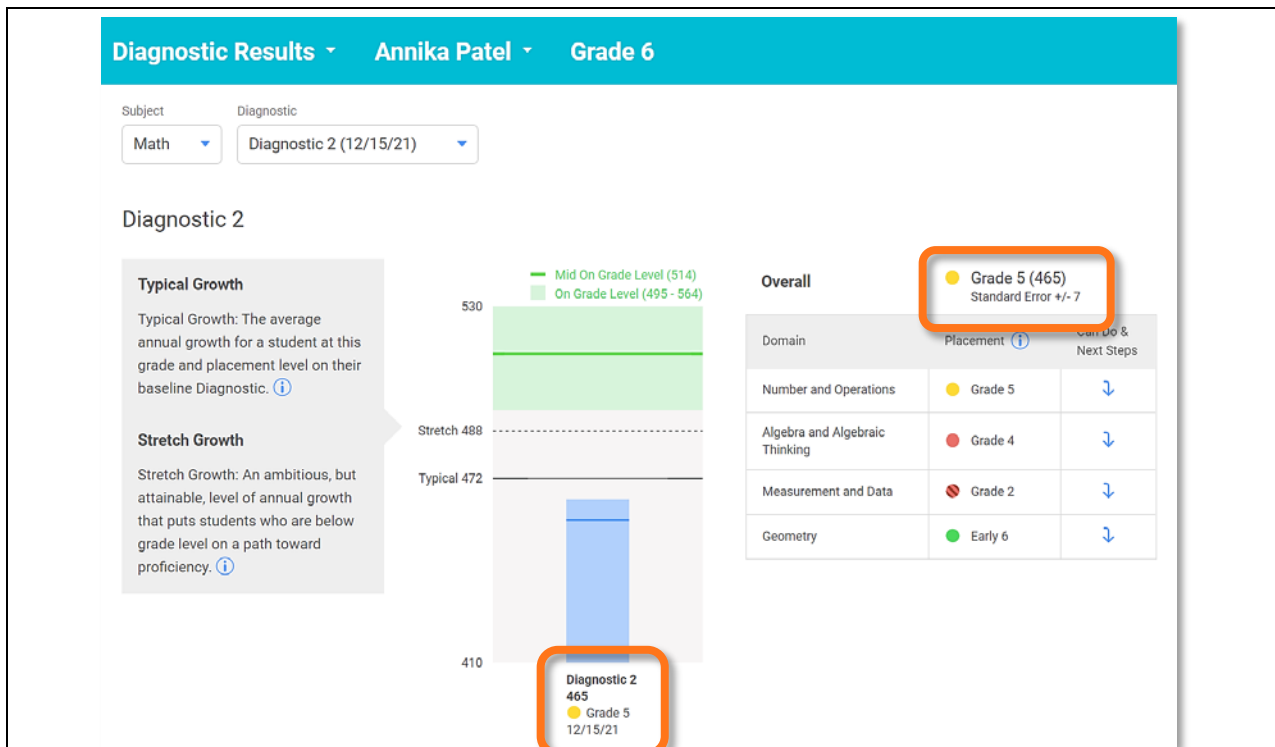 Diagnostic Results Annika Patel Grade 6
Subject Diagnostic
Math Diagnostic 2 (12/15/21)
Diagnostic 2
Typical Growth
Typical Growth: The average
annual growth for a student at this
grade and placement level on their
baseline Diagnostic.
Stretch Growth
Stretch Growth: An ambitious, but
attainable, level of annual growth
that puts students who are below
grade level on a path toward
proficiency.
Mid On Grade Level (514)
On Grade Level (495 - 564)
530
Stretch 488
Typical 472
410
Diagnostic 2
465
Grade 5
12/15/21
Overall
Grade 5 (465)
Standard Error +/- 7
Domain Placement Can Do &
Next Steps
Number and Operations Grade 5
Algebra and Algebraic
Thinking Grade 4
Measurement and Data Grade 2
Geometry Early 6